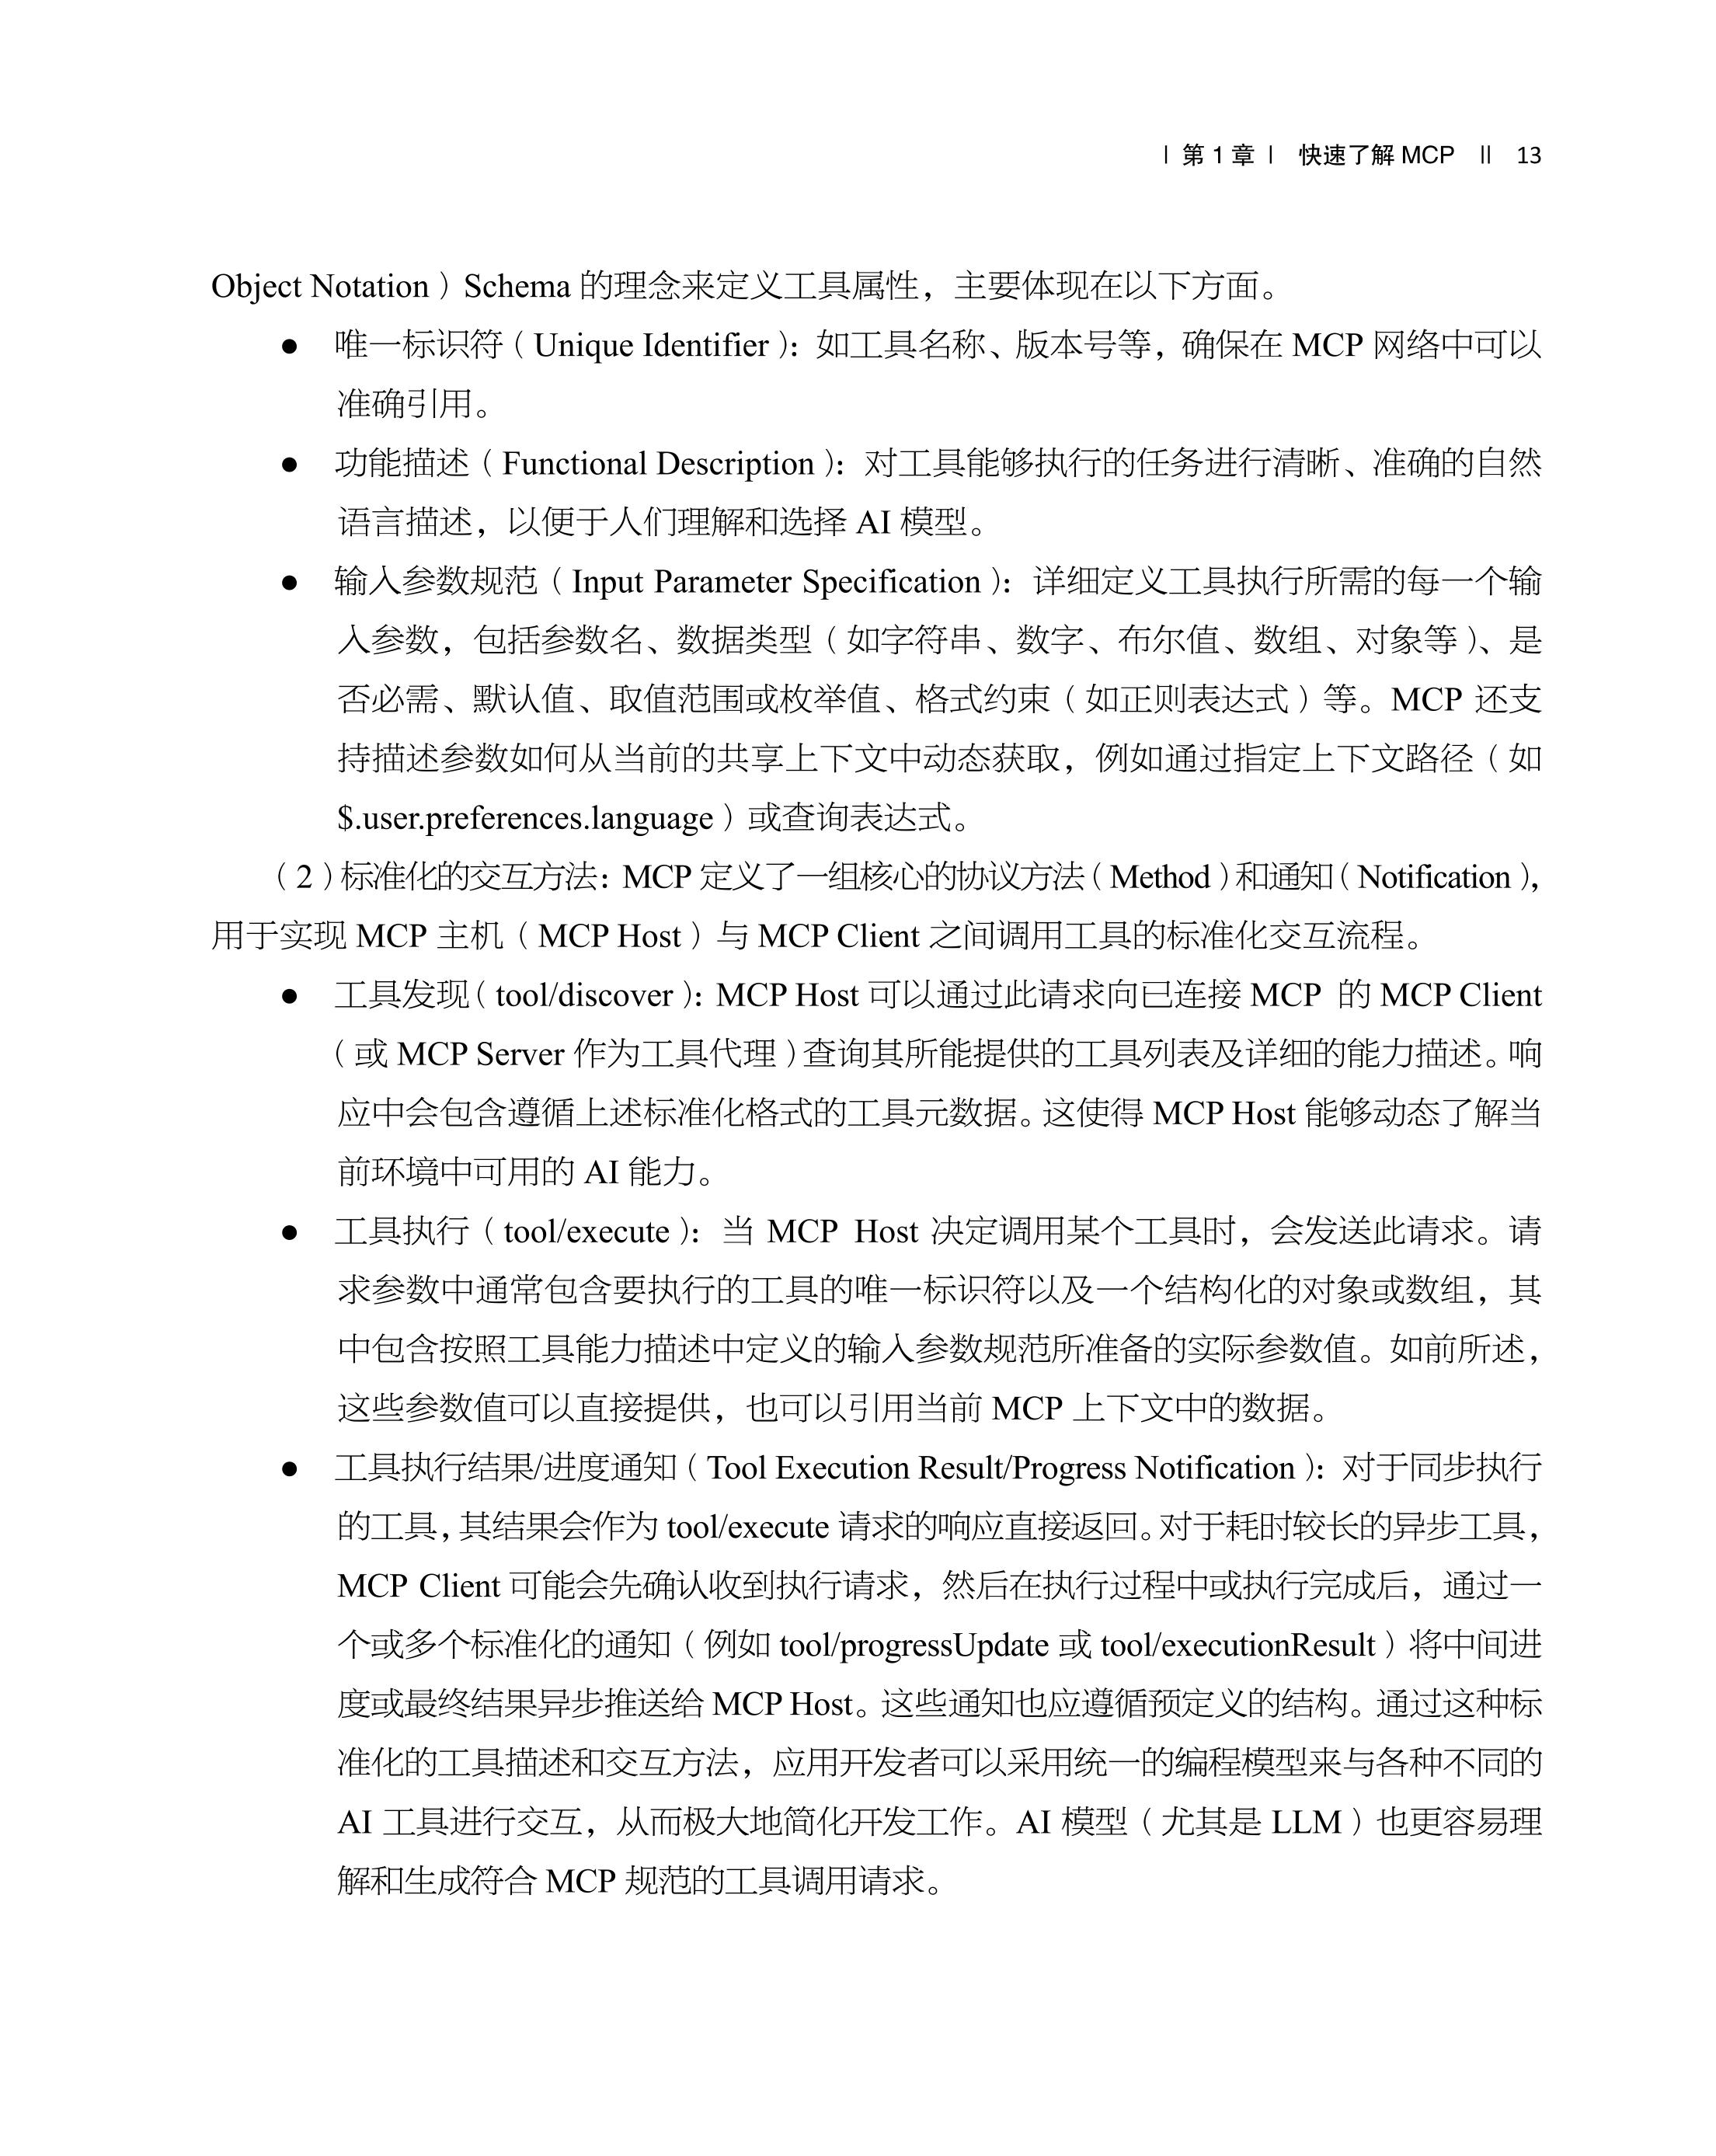 | 第 1 章 | 快速了解 MCP || 13
Object Notation）Schema 的理念来定义工具属性，主要体现在以下方面。
● 唯一标识符（Unique Identifier）：如工具名称、版本号等，确保在 MCP 网络中可以
准确引用。
● 功能描述（Functional Description）：对工具能够执行的任务进行清晰、准确的自然
语言描述，以便于人们理解和选择 AI 模型。
● 输入参数规范（Input Parameter Specification）：详细定义工具执行所需的每一个输
入参数，包括参数名、数据类型（如字符串、数字、布尔值、数组、对象等）、是
否必需、默认值、取值范围或枚举值、格式约束（如正则表达式）等。MCP 还支
持描述参数如何从当前的共享上下文中动态获取，例如通过指定上下文路径（如
$.user.preferences.language）或查询表达式。
（2）标准化的交互方法：MCP 定义了一组核心的协议方法（Method）和通知（Notification），
用于实现 MCP 主机（MCP Host）与 MCP Client 之间调用工具的标准化交互流程。
● 工具发现（tool/discover）：MCP Host 可以通过此请求向已连接 MCP 的 MCP Client
（或 MCP Server 作为工具代理）查询其所能提供的工具列表及详细的能力描述。响
应中会包含遵循上述标准化格式的工具元数据。这使得 MCP Host 能够动态了解当
前环境中可用的 AI 能力。
● 工具执行（tool/execute）：当 MCP Host 决定调用某个工具时，会发送此请求。请
求参数中通常包含要执行的工具的唯一标识符以及一个结构化的对象或数组，其
中包含按照工具能力描述中定义的输入参数规范所准备的实际参数值。如前所述，
这些参数值可以直接提供，也可以引用当前 MCP 上下文中的数据。
● 工具执行结果/进度通知（Tool Execution Result/Progress Notification）：对于同步执行
的工具，其结果会作为 tool/execute 请求的响应直接返回。对于耗时较长的异步工具，
MCP Client 可能会先确认收到执行请求，然后在执行过程中或执行完成后，通过一
个或多个标准化的通知（例如 tool/progressUpdate 或 tool/executionResult）将中间进
度或最终结果异步推送给 MCP Host。这些通知也应遵循预定义的结构。通过这种标
准化的工具描述和交互方法，应用开发者可以采用统一的编程模型来与各种不同的
AI 工具进行交互，从而极大地简化开发工作。AI 模型（尤其是 LLM）也更容易理
解和生成符合 MCP 规范的工具调用请求。